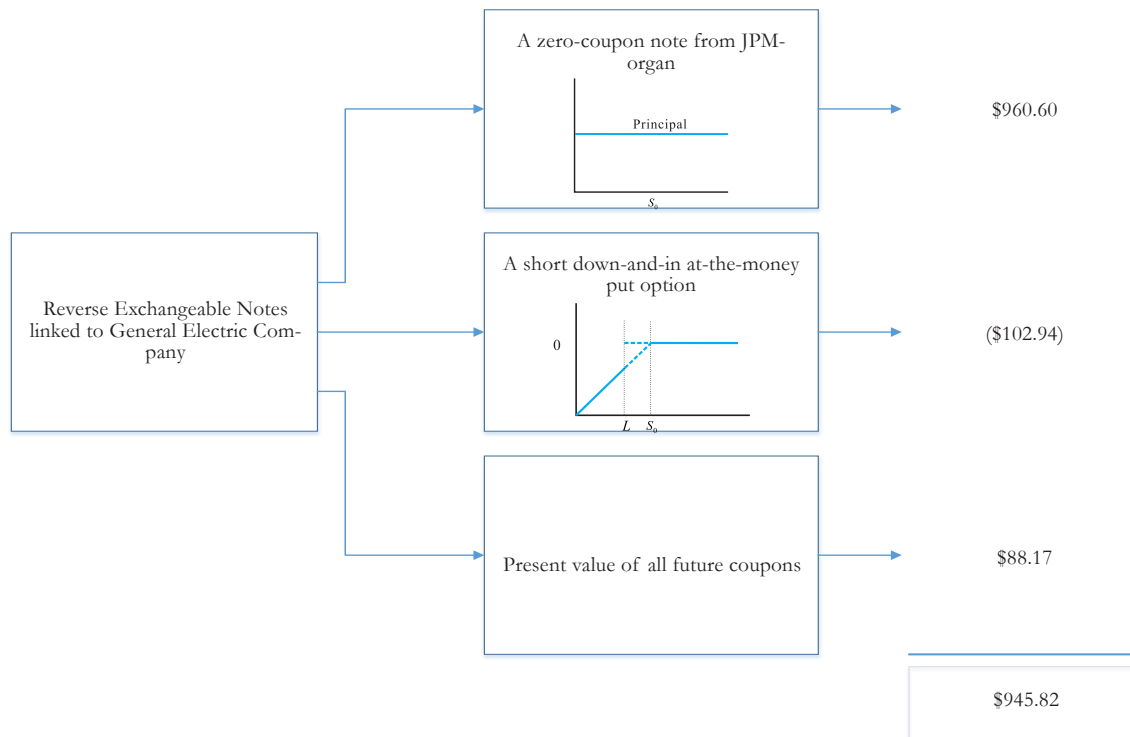 A zero-coupon note from JPM-
organ
Principal
S₀
$960.60
Reverse Exchangeable Notes
linked to General Electric Com-
pany
A short down-and-in at-the-money
put option
0
L S₀
($102.94)
Present value of all future coupons
$88.17
$945.82